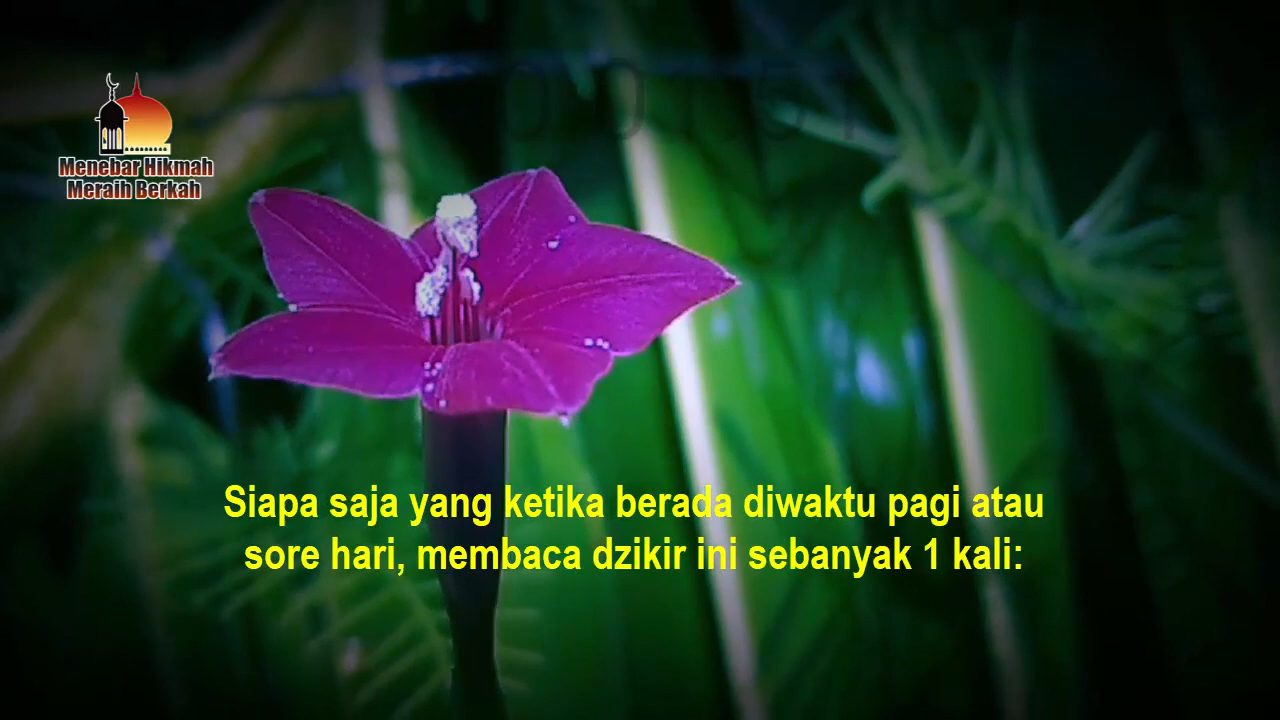 Menebar Hikmah
Meraih Berkah
Siapa saja yang ketika berada diwaktu pagi atau
sore hari, membaca dzikir ini sebanyak 1 kali: